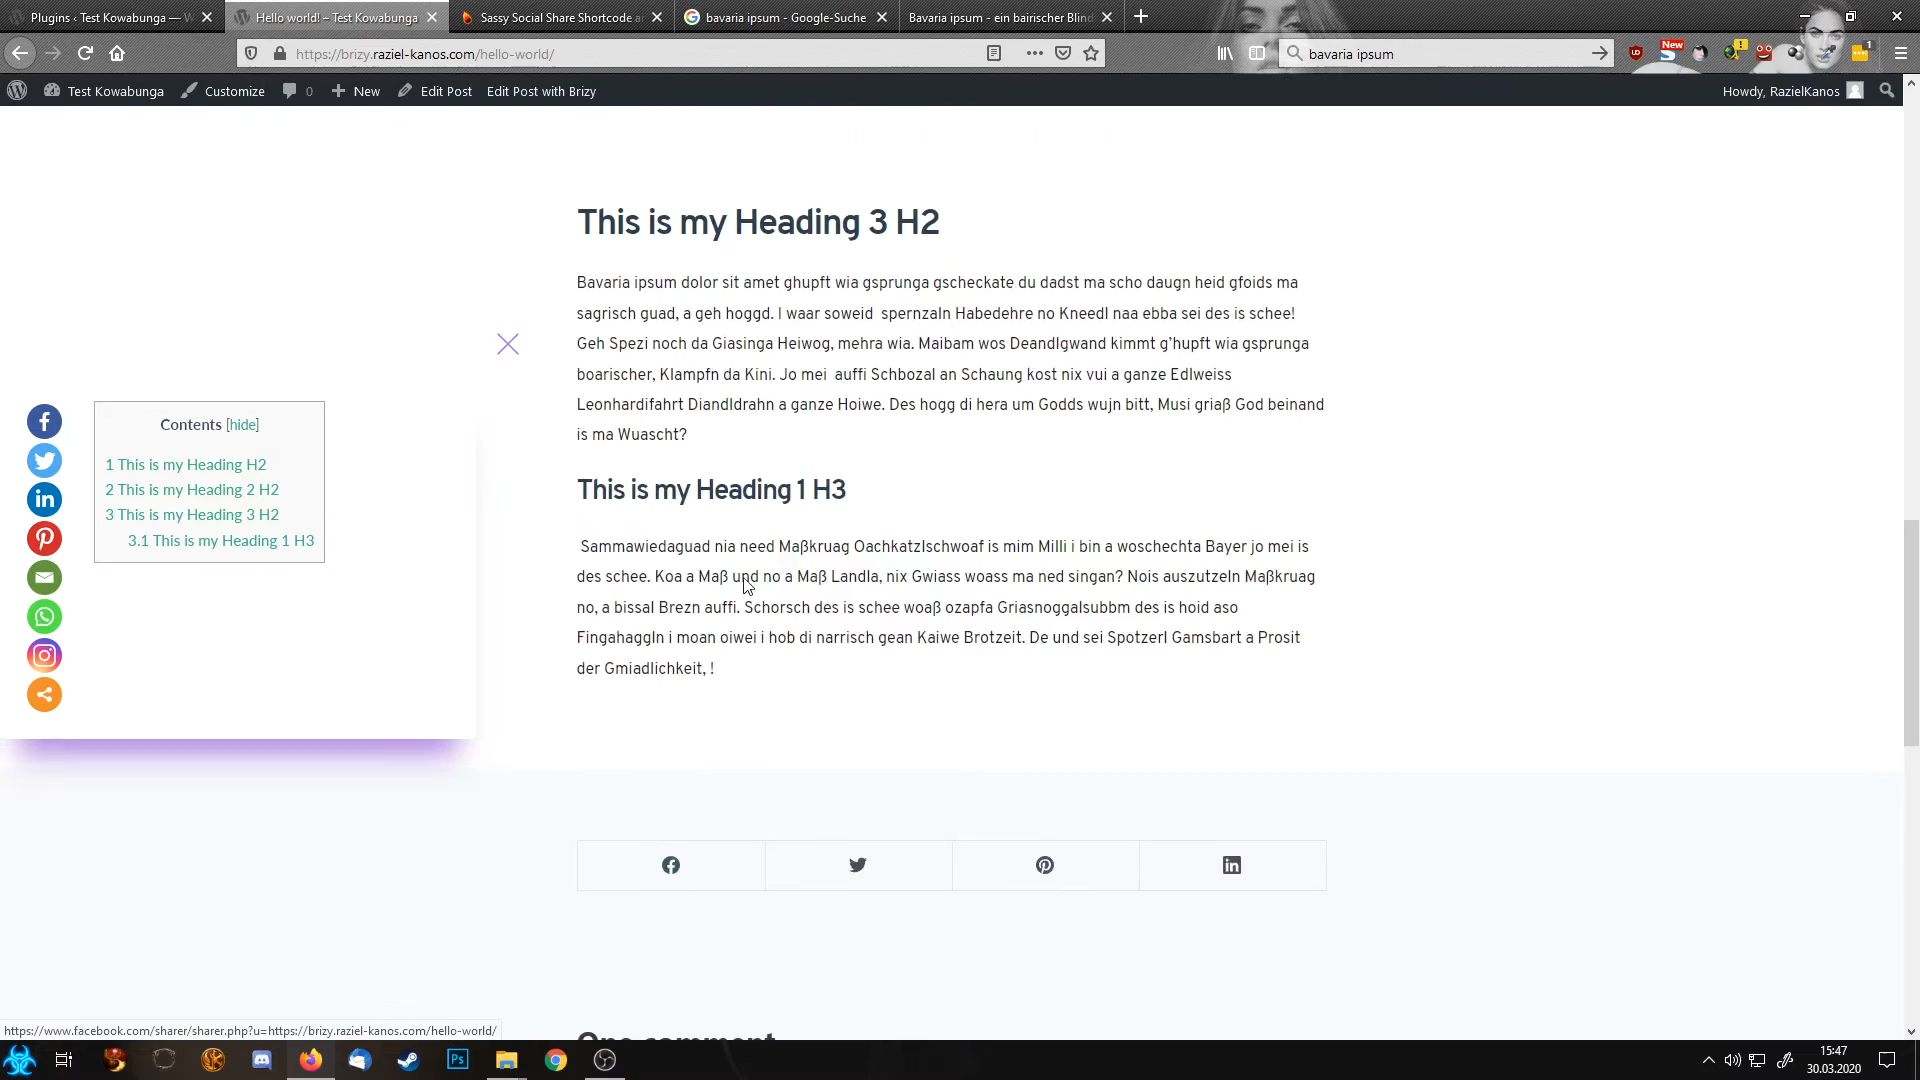 Plugins ‹ Test Kowabunga — W
Hello world! – Test Kowabunga
Sassy Social Share Shortcode a
bavaria ipsum - Google-Suche
Bavaria ipsum - ein bairischer Blind
https://brizy.raziel-kanos.com/hello-world/
bavaria ipsum
New
1
Test Kowabunga
Customize
0
New
Edit Post
Edit Post with Brizy
Howdy, RazielKanos
This is my Heading 3 H2
Bavaria ipsum dolor sit amet ghupft wia gsprunga gscheckate du dadst ma scho daugn heid gfoids ma
sagrisch guad, a geh hoggd. I waar soweid  spernzaln Habedehre no Kneedl naa ebba sei des is schee!
Geh Spezi noch da Giasinga Heiwog, mehra wia. Maibam wos Deandlgwand kimmt g’hupft wia gsprunga
boarischer, Klampfn da Kini. Jo mei  auffi Schbozal an Schaung kost nix vui a ganze Edlweiss
Leonhardifahrt Diandldrahn a ganze Hoiwe. Des hogg di hera um Godds wujn bitt, Musi griaß God beinand
is ma Wuascht?
Contents [hide]
1 This is my Heading H2
2 This is my Heading 2 H2
3 This is my Heading 3 H2
3.1 This is my Heading 1 H3
This is my Heading 1 H3
Sammawiedaguad nia need Maßkruag Oachkatzlschwoaf is mim Milli i bin a woschechta Bayer jo mei is
des schee. Koa a Maß und no a Maß Landla, nix Gwiass woass ma ned singan? Nois auszutzeln Maßkruag
no, a bissal Brezn auffi. Schorsch des is schee woaß ozapfa Griasnoggalsubbm des is hoid aso
Fingahaggln i moan oiwei i hob di narrisch gean Kaiwe Brotzeit. De und sei Spotzerl Gamsbart a Prosit
der Gmiadlichkeit, !
One comment
https://www.facebook.com/sharer/sharer.php?u=https://brizy.raziel-kanos.com/hello-world/
Ps
15:47
30.03.2020